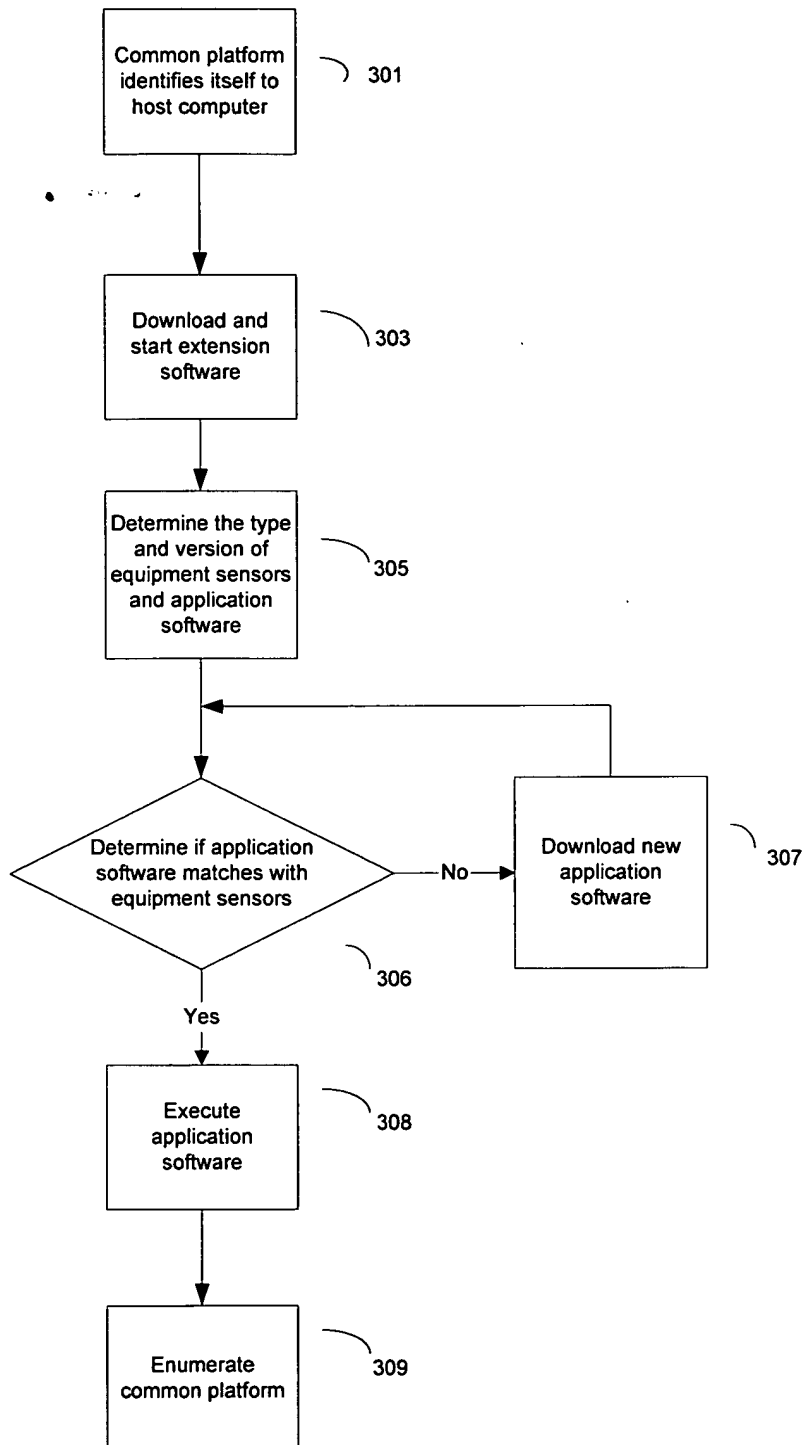 Common platform
identifies itself to
host computer
301
Download and
start extension
software
303
Determine the type
and version of
equipment sensors
and application
software
305
Determine if application
software matches with
equipment sensors
No
Download new
application
software
307
306
Yes
Execute
application
software
308
Enumerate
common platform
309